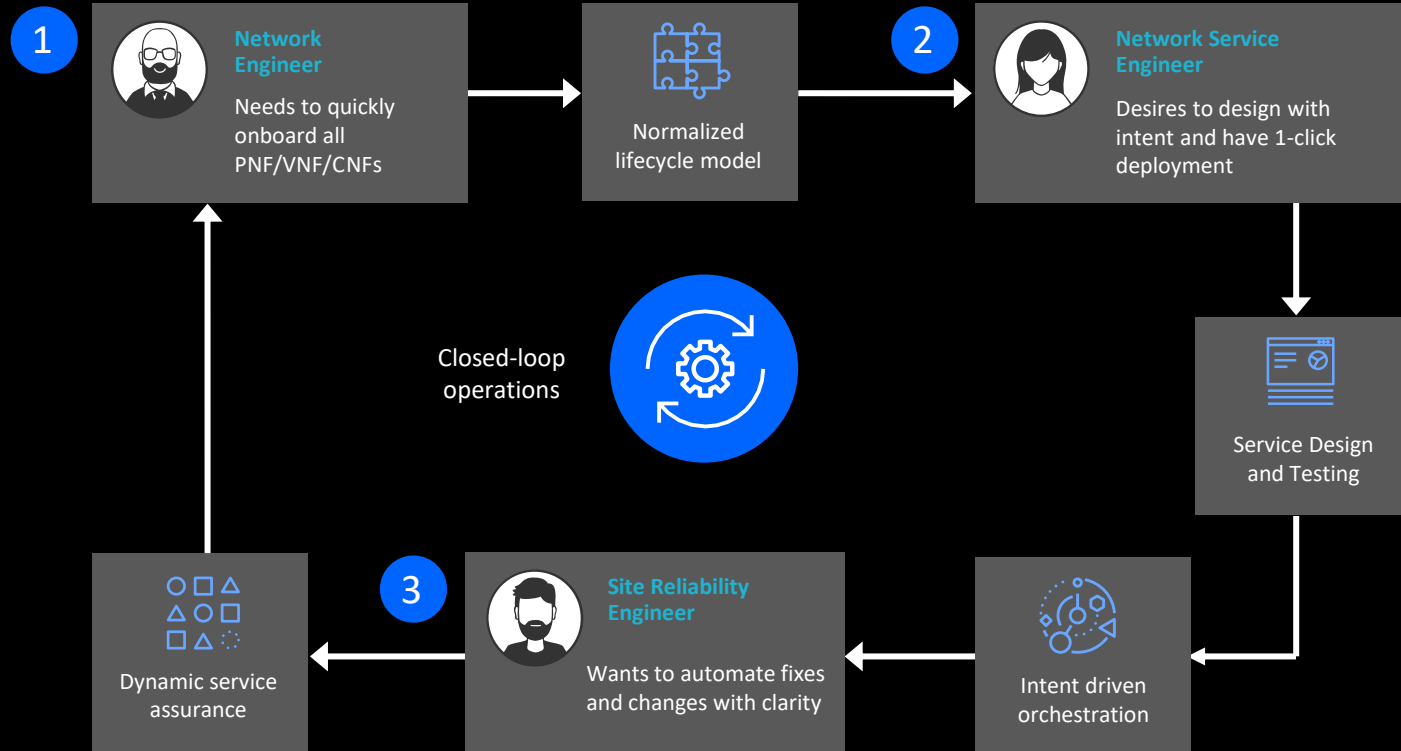 1
Network
Engineer
Needs to quickly
onboard all
PNF/VNF/CNFs
Normalized
lifecycle model
2
Network Service
Engineer
Desires to design with
intent and have 1-click
deployment
Closed-loop
operations
Service Design
and Testing
Dynamic service
assurance
3
Site Reliability
Engineer
Wants to automate fixes
and changes with clarity
Intent driven
orchestration